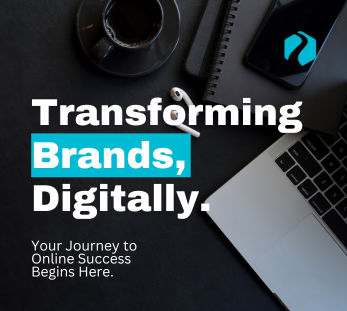 Transforming
Brands,
Digitally.
Your Journey to
Online Success
Begins Here.